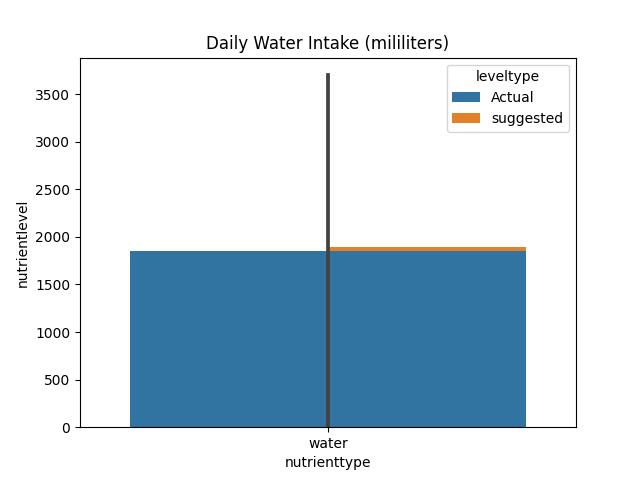 Daily Water Intake (mililiters)
leveltype
Actual
suggested
nutrientlevel
3500
3000
2500
2000
1500
1000
500
0
water
nutrienttype